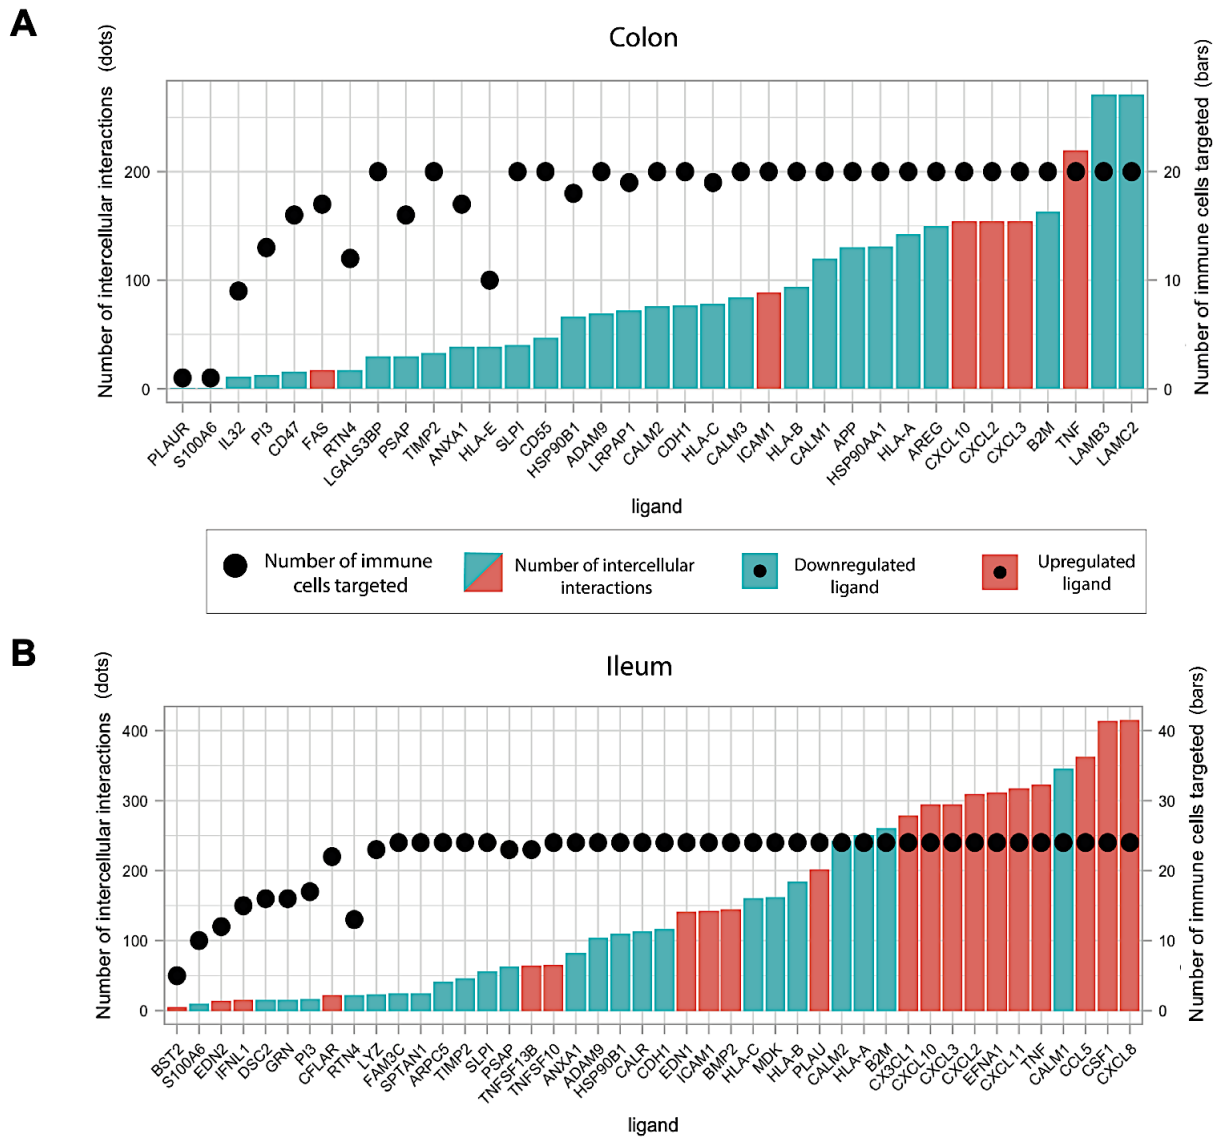 A
Colon
Number of intercellular interactions (dots)
Number of immune cells targeted (bars)
200
100
0
20
10
0
PLAUR
S100A6
IL32
PI3
CD47
FAS
RTN4
LGALS3BP
PSAP
TIMP2
ANXA1
HLA-E
SLPI
CD55
HSP90B1
ADAM9
LRPAP1
CALM2
CDH1
HLA-C
CALM3
ICAM1
HLA-B
CALM1
APP
HSP90AA1
HLA-A
AREG
CXCL10
CXCL2
CXCL3
B2M
TNF
LAMB3
LAMC2
ligand
Number of immune
cells targeted
Number of intercellular
interactions
Downregulated
ligand
Upregulated
ligand
B
Ileum
Number of intercellular interactions (dots)
Number of immune cells targeted (bars)
400
300
200
100
0
40
30
20
10
0
BST2
S100A6
EDN2
IFNL1
DSC2
GRN
PI3
CFLAR
RTN4
LYZ
FAM3C
SPTAN1
ARPC5
TIMP2
SLPI
PSAP
TNFSF13B
TNFSF10
ANXA1
ADAM9
HSP90B1
CALR
CDH1
EDN1
ICAM1
BMP2
HLA-C
MDK
HLA-B
PLAU
CALM2
HLA-A
B2M
CX3CL1
CXCL10
CXCL3
CXCL2
EFNA1
CXCL11
TNF
CALM1
CCL5
CSF1
CXCL8
ligand